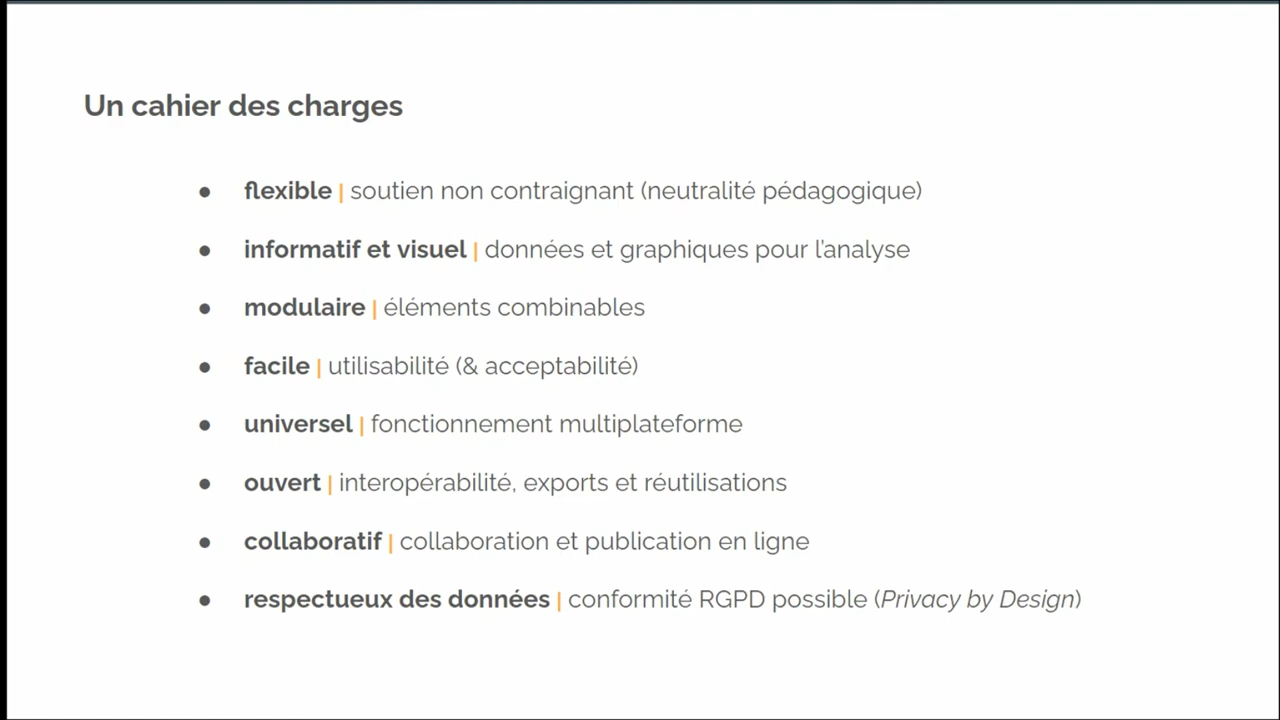 Un cahier des charges
● flexible | soutien non contraignant (neutralité pédagogique)
● informatif et visuel | données et graphiques pour l'analyse
● modulaire | éléments combinables
● facile | utilisabilité (& acceptabilité)
● universel | fonctionnement multiplateforme
● ouvert | interopérabilité, exports et réutilisations
● collaboratif | collaboration et publication en ligne
● respectueux des données | conformité RGPD possible (Privacy by Design)